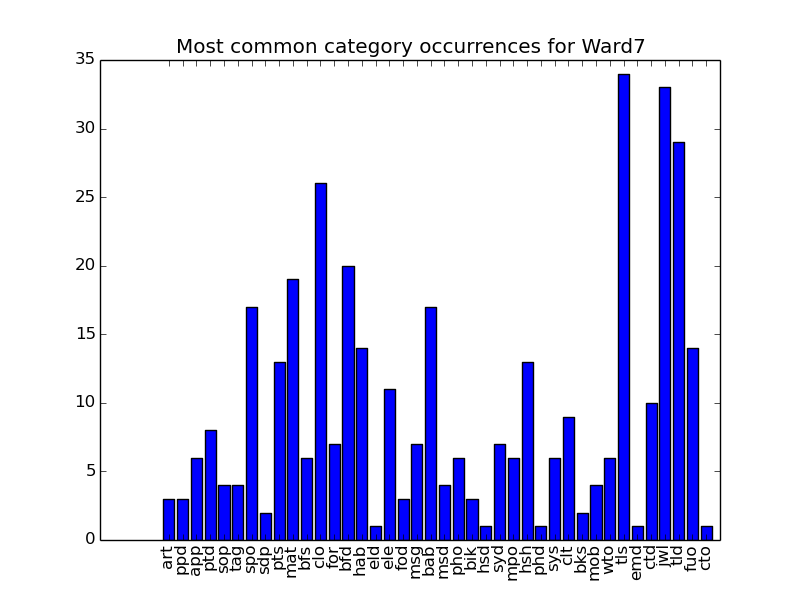 Most common category occurrences for Ward7
35
30
25
20
15
10
5
0
art
ppd
app
ptd
sop
tag
spo
sdp
pts
mat
bfs
clo
for
bfd
hab
eld
ele
fod
msg
bab
msd
pho
bik
hsd
syd
mpo
hsh
phd
sys
clt
bks
mob
wto
tls
emd
ctd
jwl
tld
fuo
cto